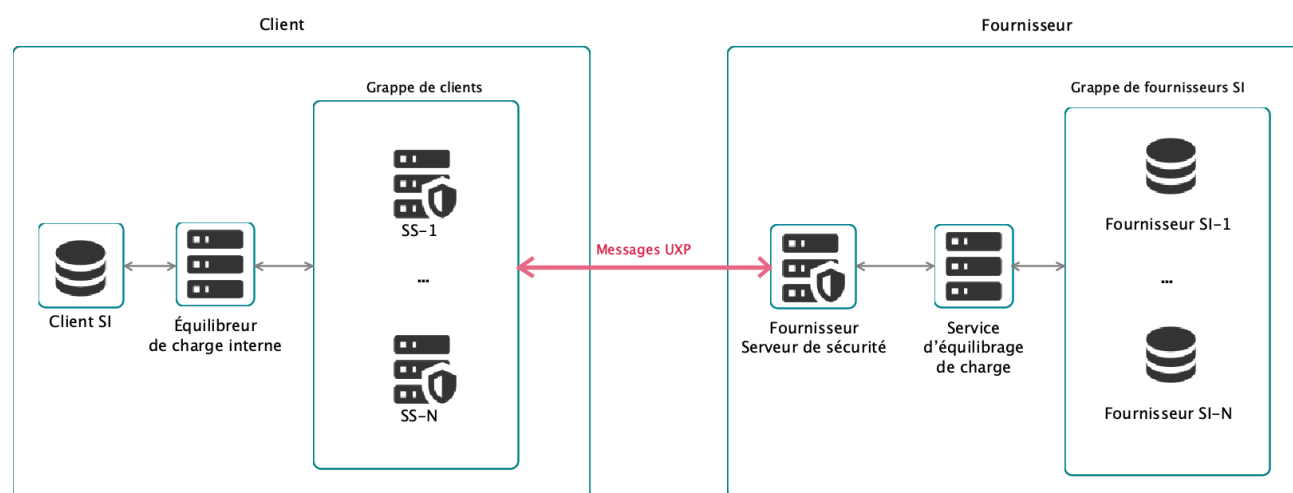 Client
Fournisseur
Grappe de clients
Grappe de fournisseurs SI
SS-1
Fournisseur SI-1
Messages UXP
...
...
Client SI
Équilibreur
de charge interne
Fournisseur
Serveur de sécurité
Service
d'équilibrage
de charge
SS-N
Fournisseur SI-N